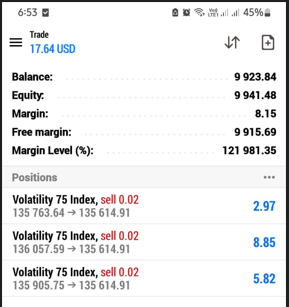 6:53
45%
Trade
17.64 USD
Balance: 9 923.84
Equity: 9 941.48
Margin: 8.15
Free margin: 9 915.69
Margin Level (%): 121 981.35
Positions
Volatility 75 Index, sell 0.02
135 763.64 → 135 614.91 2.97
Volatility 75 Index, sell 0.02
136 057.59 → 135 614.91 8.85
Volatility 75 Index, sell 0.02
135 905.75 → 135 614.91 5.82